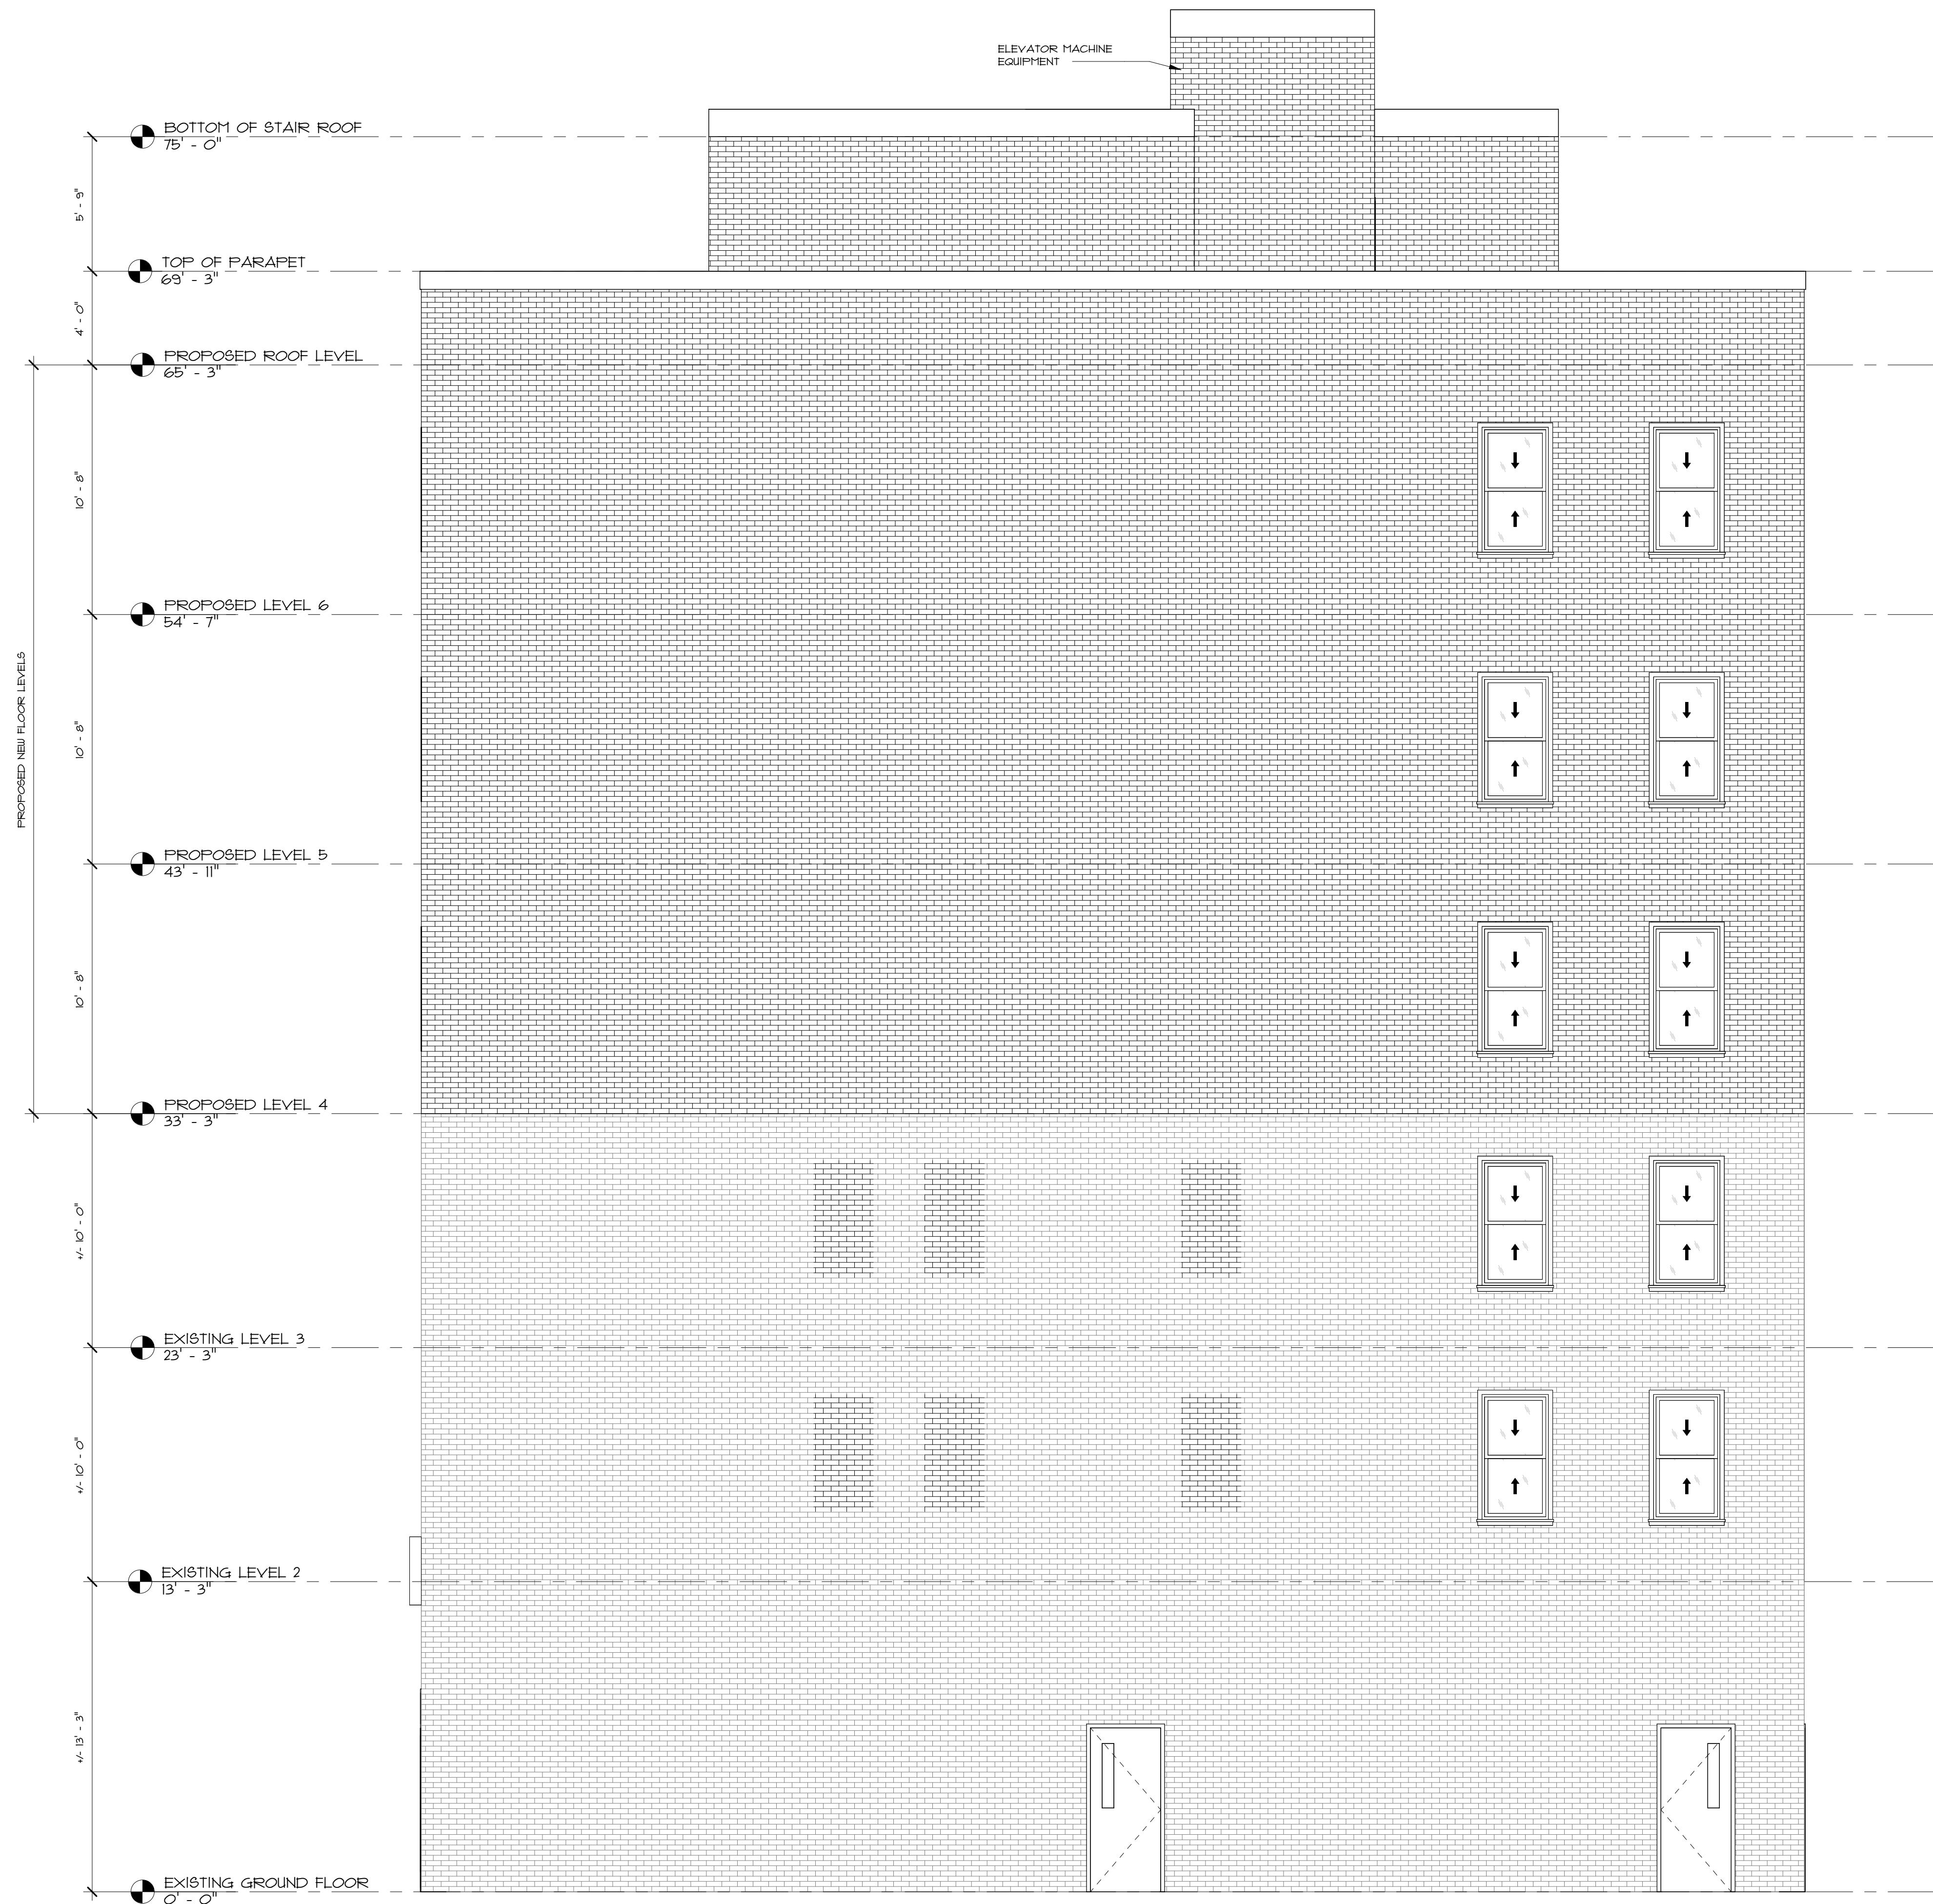 ELEVATOR MACHINE
EQUIPMENT
BOTTOM OF STAIR ROOF
75' - 0"
5' - 9"
TOP OF PARAPET
69' - 3"
4' - 0"
PROPOSED ROOF LEVEL
65' - 3"
10' - 8"
PROPOSED LEVEL 6
54' - 7"
PROPOSED NEW FLOOR LEVELS
10' - 8"
PROPOSED LEVEL 5
43' - 11"
10' - 8"
PROPOSED LEVEL 4
33' - 3"
+/- 10' - 0"
EXISTING LEVEL 3
23' - 3"
+/- 10' - 0"
EXISTING LEVEL 2
13' - 3"
+/- 13' - 3"
EXISTING GROUND FLOOR
0' - 0"